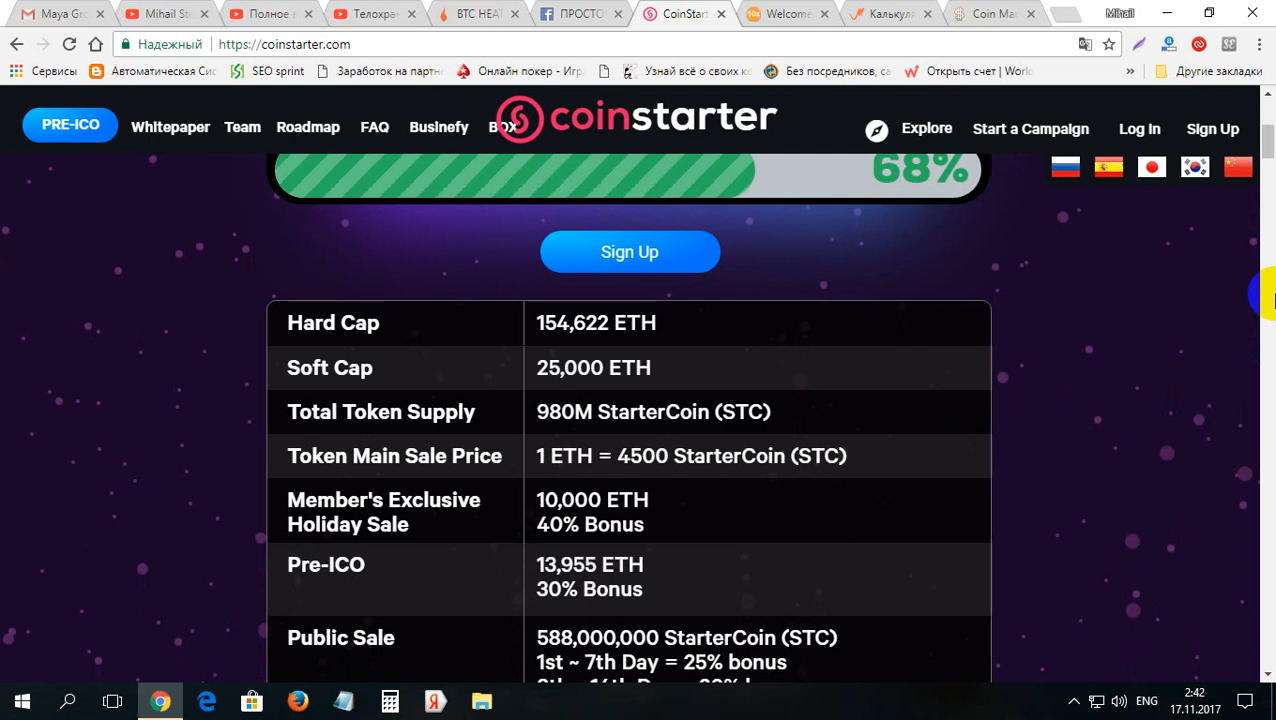 Maya Gro
Mihail Ste
Полное в
Телохран
BTC HEAT
ПРОСТО
CoinStart
Welcome
Калькуля
Coin Mar
Mihail
Надежный
https://coinstarter.com
Сервисы
Автоматическая Сис
SEO sprint
Заработок на партн
Онлайн покер - Игр
Узнай всё о своих ко
Без посредников, са
Открыть счет | Worl
»
Другие закладки
PRE-ICO
Whitepaper
Team
Roadmap
FAQ
Businefy
BOX
coinstarter
Explore
Start a Campaign
Log In
Sign Up
68%
Sign Up
Hard Cap
154,622 ETH
Soft Cap
25,000 ETH
Total Token Supply
980M StarterCoin (STC)
Token Main Sale Price
1 ETH = 4500 StarterCoin (STC)
Member's Exclusive
Holiday Sale
10,000 ETH
40% Bonus
Pre-ICO
13,955 ETH
30% Bonus
Public Sale
588,000,000 StarterCoin (STC)
1st ~ 7th Day = 25% bonus
ENG
2:42
17.11.2017